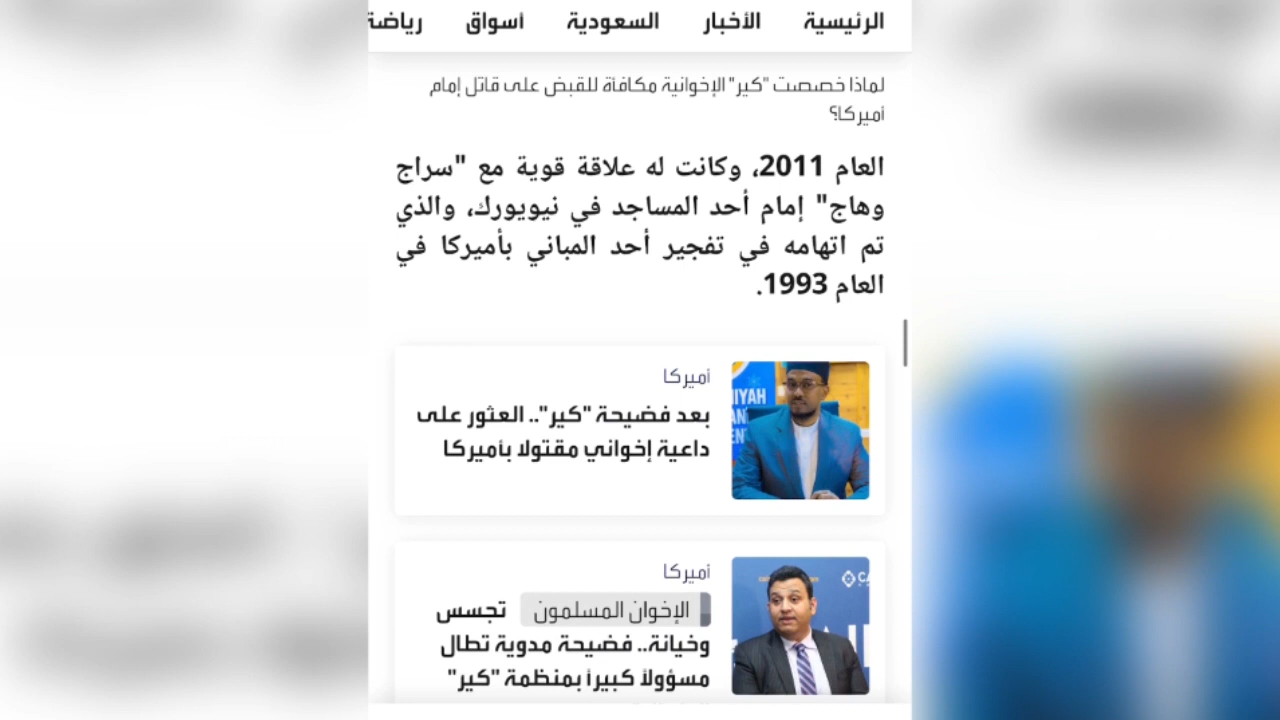 الرئيسية الأخبار السعودية أسواق رياضة
لماذا خصصت "كير" الإخوانية مكافأة للقبض على قاتل إمام
أميركا؟
العام 2011، وكانت له علاقة قوية مع "سراج
وهاج" إمام أحد المساجد في نيويورك، والذي
تم اتهامه في تفجير أحد المباني بأميركا في
العام 1993.
أميركا
بعد فضيحة "كير".. العثور على
داعية إخواني مقتولا بأميركا
أميركا
الإخوان المسلمون تجسس
وخيانة.. فضيحة مدوية تطال
مسؤولاً كبيراً بمنظمة "كير"